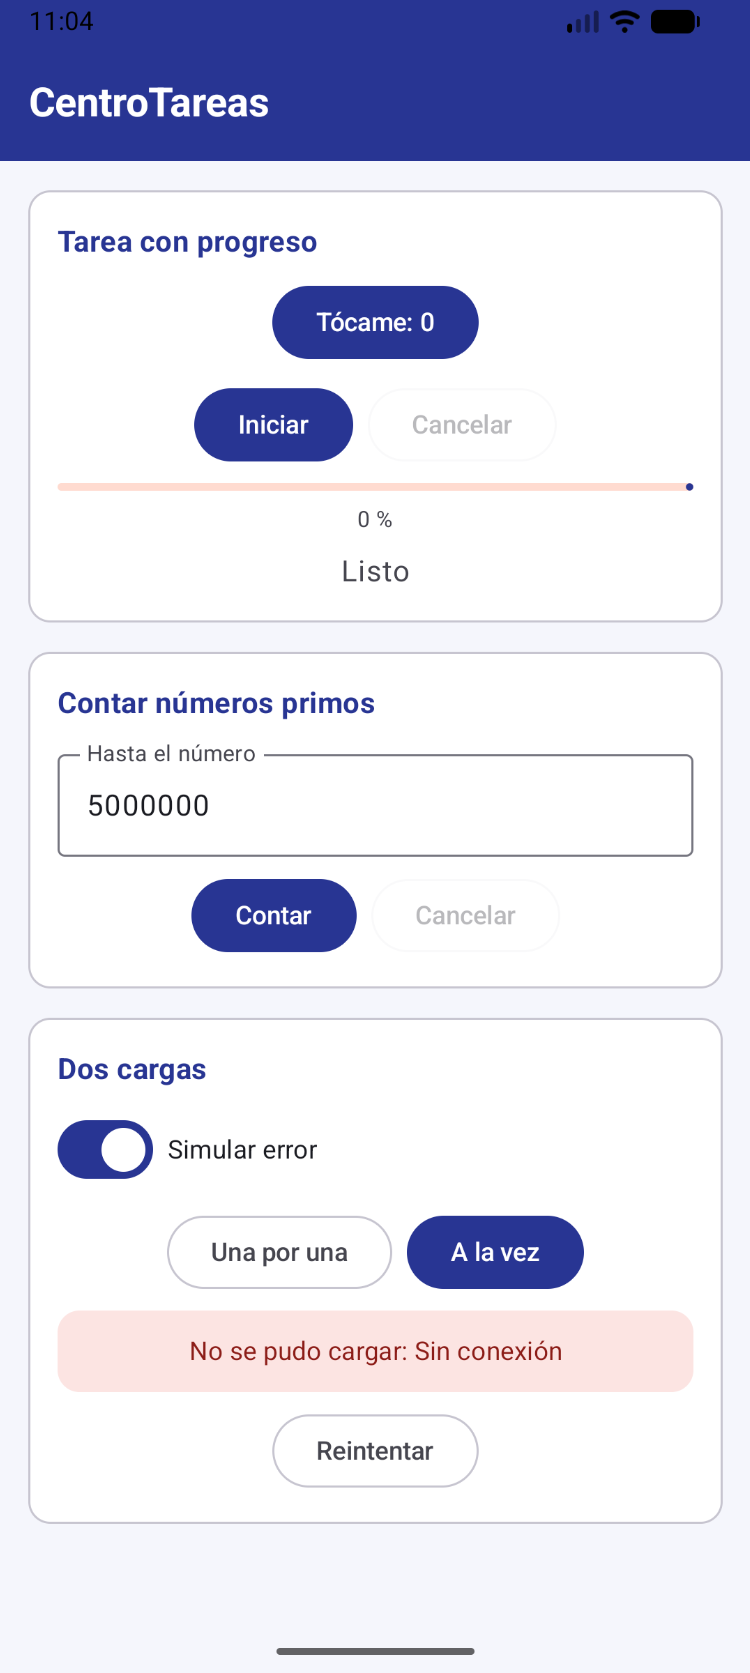 11:04
CentroTareas
Tarea con progreso
Tócame: 0
Iniciar Cancelar
0 %
Listo
Contar números primos
Hasta el número
5000000
Contar Cancelar
Dos cargas
Simular error
Una por una A la vez
No se pudo cargar: Sin conexión
Reintentar